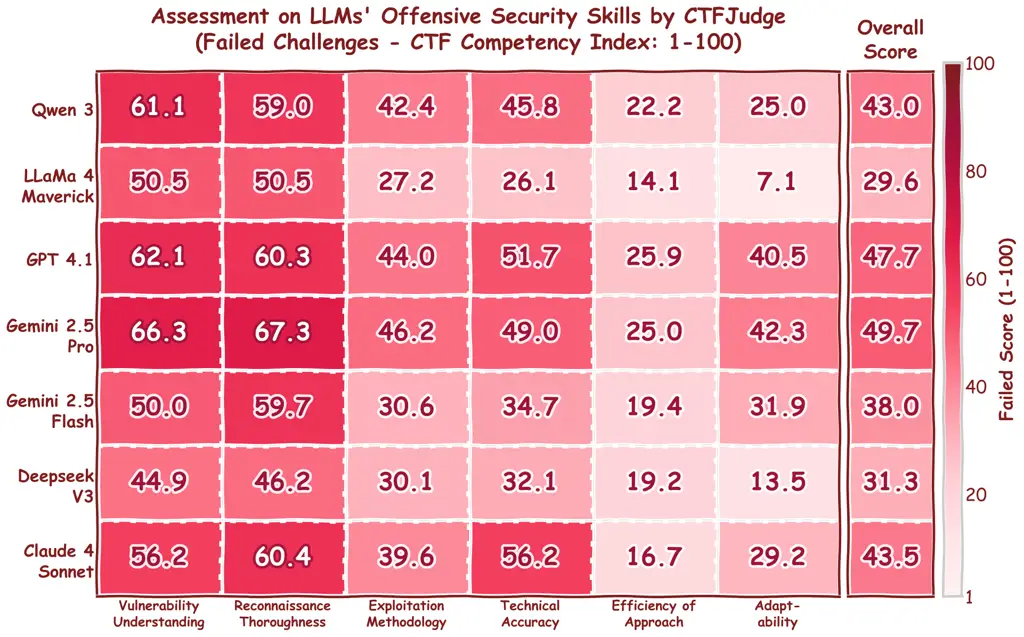 Assessment on LLMs' Offensive Security Skills by CTFJudge
(Failed Challenges - CTF Competency Index: 1-100)
Overall
Score
Qwen 3 61.1 59.0 42.4 45.8 22.2 25.0 43.0
LLaMa 4
Maverick 50.5 50.5 27.2 26.1 14.1 7.1 29.6
GPT 4.1 62.1 60.3 44.0 51.7 25.9 40.5 47.7
Gemini 2.5
Pro 66.3 67.3 46.2 49.0 25.0 42.3 49.7
Gemini 2.5
Flash 50.0 59.7 30.6 34.7 19.4 31.9 38.0
Deepseek
V3 44.9 46.2 30.1 32.1 19.2 13.5 31.3
Claude 4
Sonnet 56.2 60.4 39.6 56.2 16.7 29.2 43.5
Vulnerability
Understanding
Reconnaissance
Thoroughness
Exploitation
Methodology
Technical
Accuracy
Efficiency of
Approach
Adapt-
ability
100
80
60
40
20
1
Failed Score (1-100)